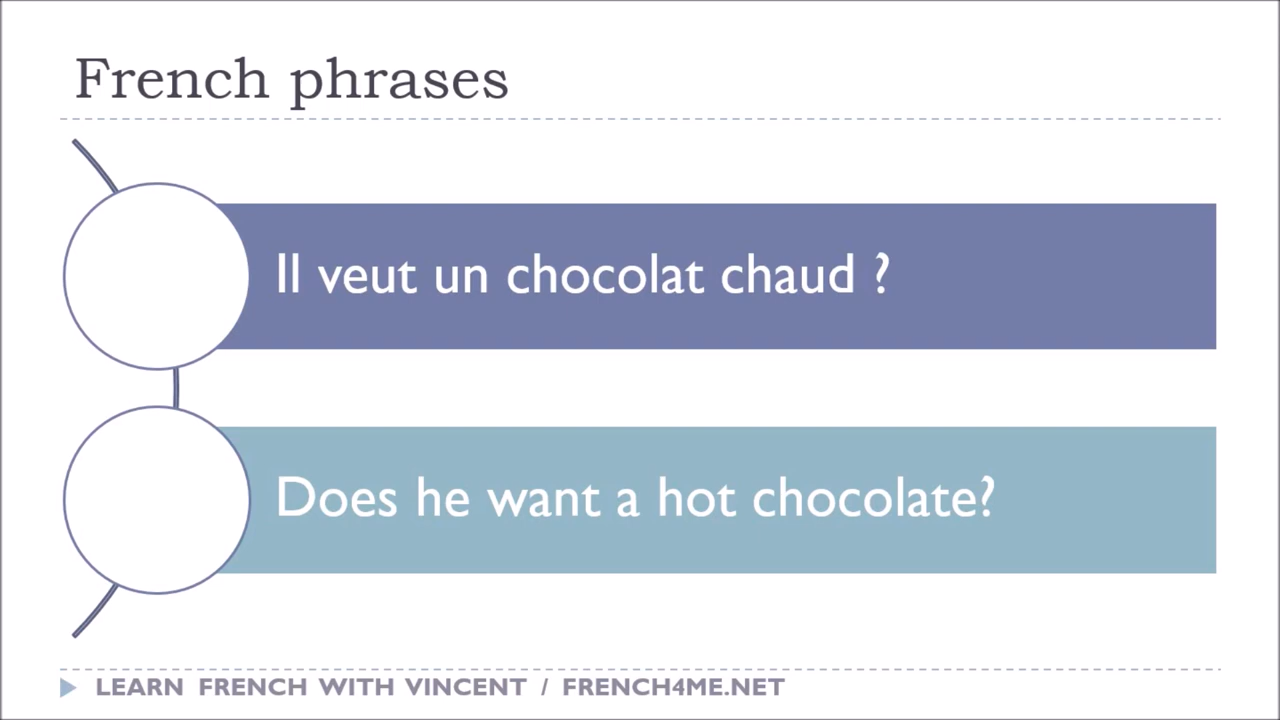 French phrases
Il veut un chocolat chaud ?
Does he want a hot chocolate?
LEARN FRENCH WITH VINCENT / FRENCH4ME.NET